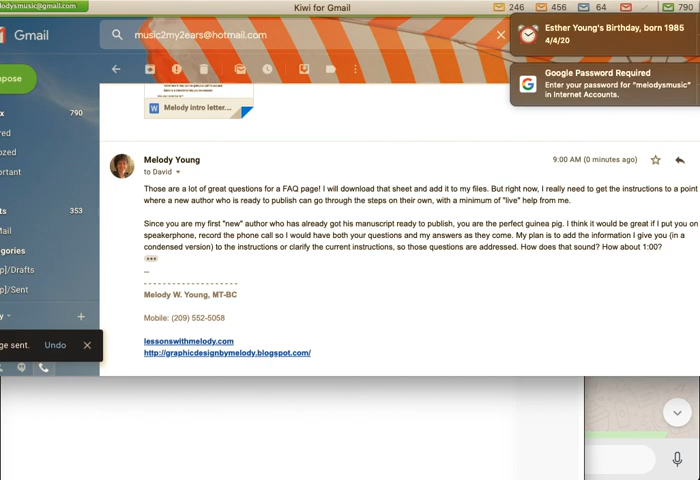 lodysmusic@gmail.com
Kiwi for Gmail
246
456
64
790
Gmail
music2my2ears@hotmail.com
Esther Young's Birthday, born 1985
4/4/20
Google Password Required
Enter your password for "melodysmusic"
in Internet Accounts.
pose
790
W Melody intro letter....
Melody Young
9:00 AM (0 minutes ago)
to David
Those are a lot of great questions for a FAQ page! I will download that sheet and add it to my files. But right now, I really need to get the instructions to a point
where a new author who is ready to publish can go through the steps on their own, with a minimum of "live" help from me.
353
Since you are my first "new" author who has already got his manuscript ready to publish, you are the perfect guinea pig. I think it would be great if I put you on
speakerphone, record the phone call so I would have both your questions and my answers as they come. My plan is to add the information I give you (in a
condensed version) to the instructions or clarify the current instructions, so those questions are addressed. How does that sound? How about 1:00?
gories
p]/Drafts
p]/Sent
--
-----------------------
Melody W. Young, MT-BC
Mobile: (209) 552-5058
ge sent.
Undo
lessonswithmelody.com
http://graphicdesignbymelody.blogspot.com/